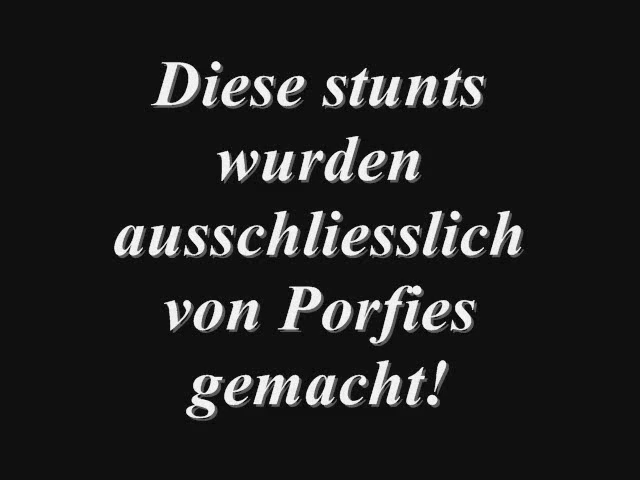 Diese stunts
wurden
ausschliesslich
von Porfies
gemacht!